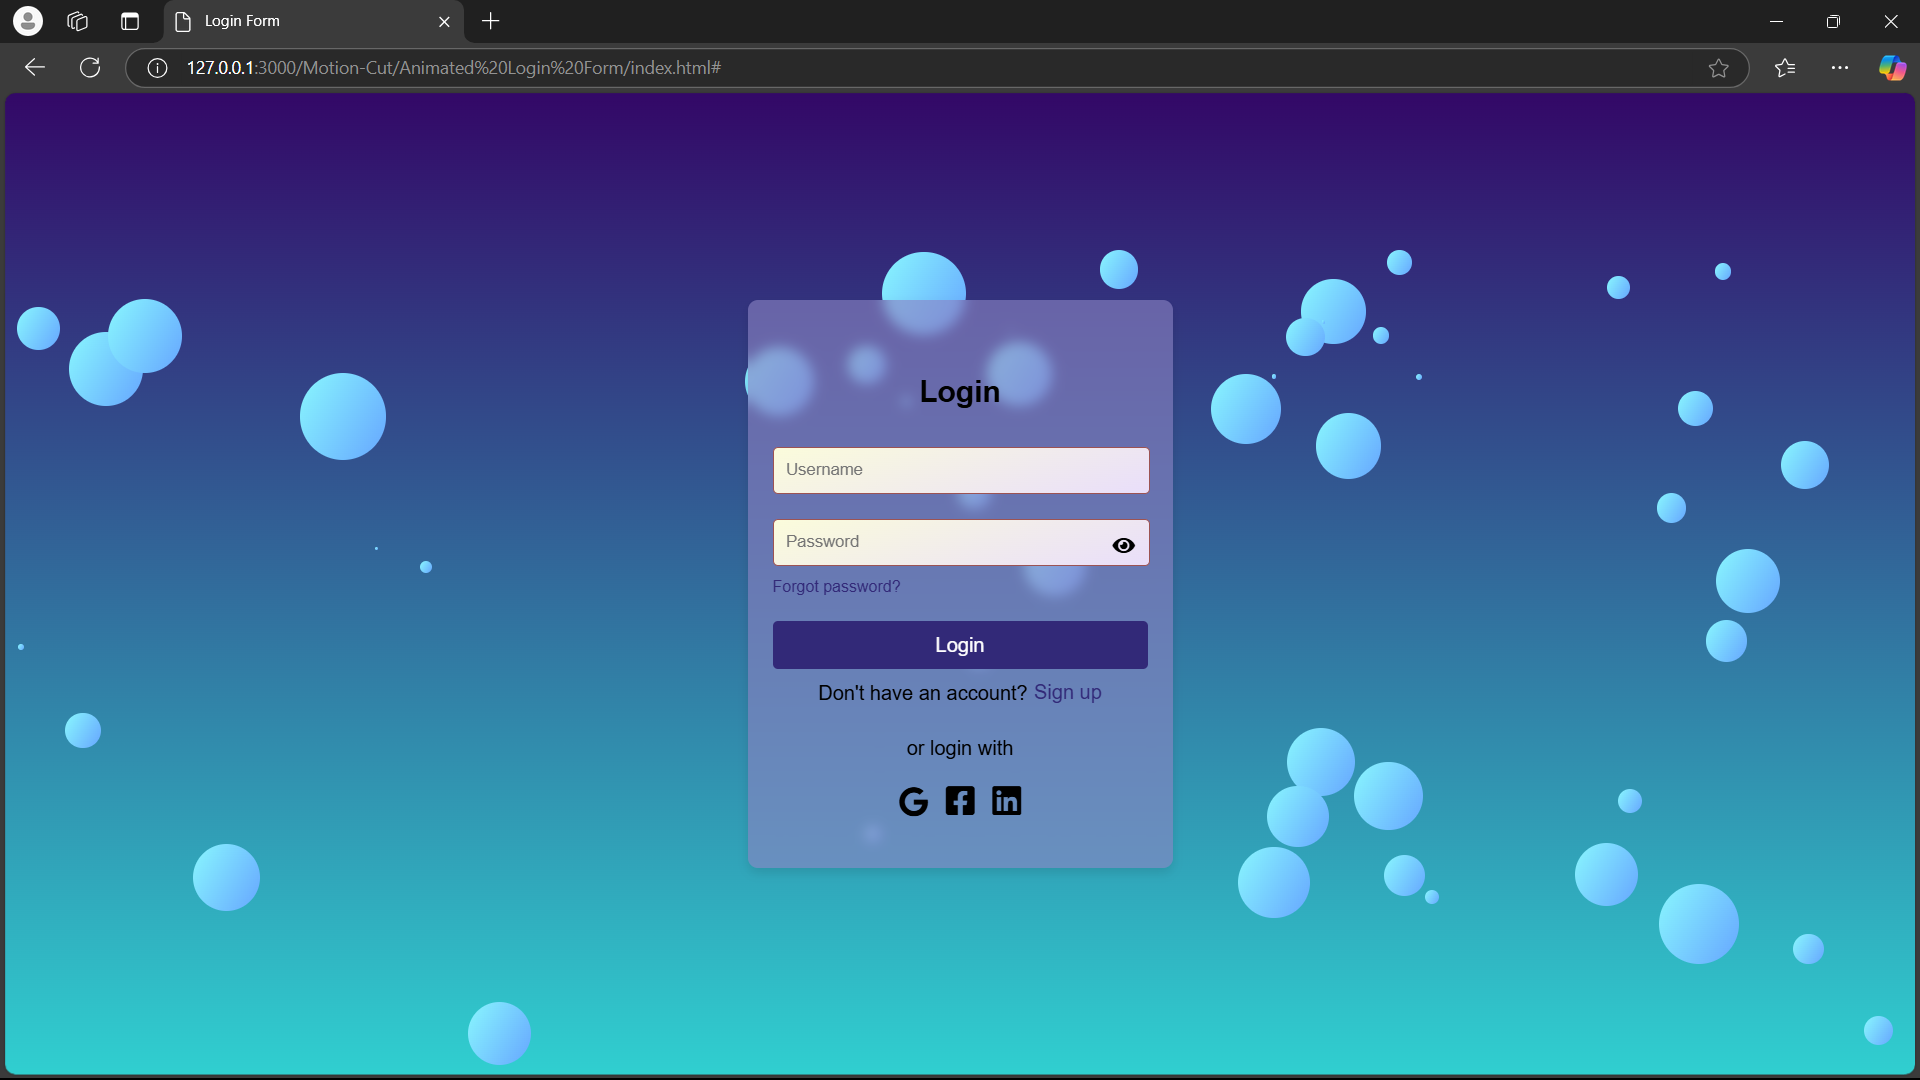 Login Form
127.0.0.1:3000/Motion-Cut/Animated%20Login%20Form/index.html#
Login
Username
Password
Forgot password?
Login
Don't have an account? Sign up
or login with